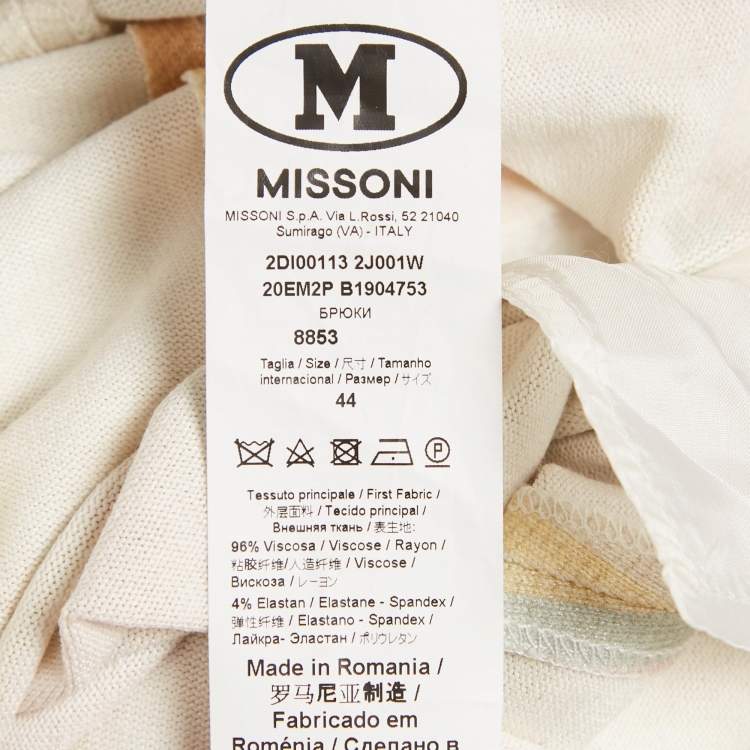 M
MISSONI
MISSONI S.p.A. Via L.Rossi, 52 21040
Sumirago (VA) - ITALY
2DI00113 2J001W
20EM2P B1904753
БРЮКИ
8853
Taglia / Size / 尺寸 / Tamanho
internacional / Размер / サイズ
44
P
Tessuto principale / First Fabric /
外层面料 / Tecido principal /
Внешняя ткань / 表生地:
96% Viscosa / Viscose / Rayon /
粘胶纤维/人造纤维 / Viscose /
Вискоза / レーヨン
4% Elastan / Elastane - Spandex /
弹性纤维 / Elastano - Spandex /
Лайкра- Эластан / ポリウレタン
Made in Romania /
罗马尼亚制造 /
Fabricado em
Roménia / Сделано в